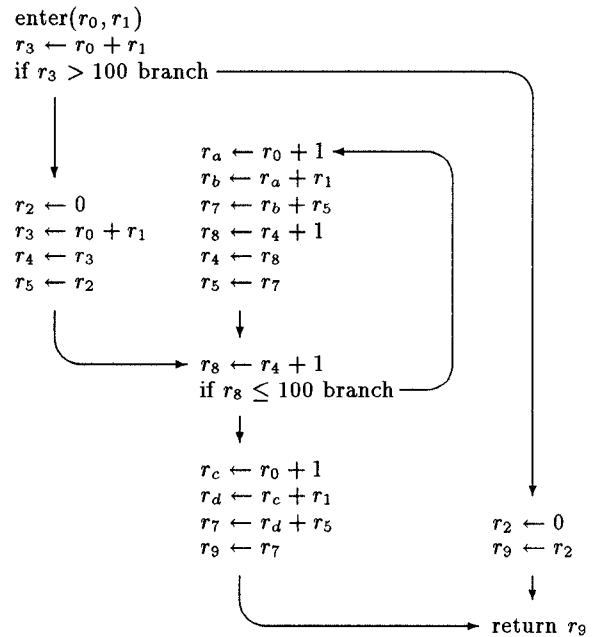 enter(r₀, r₁)
r₃ ← r₀ + r₁
if r₃ > 100 branch
r₂ ← 0
r₃ ← r₀ + r₁
r₄ ← r₃
r₅ ← r₂
rₐ ← r₀ + 1
r_b ← rₐ + r₁
r₇ ← r_b + r₅
r₈ ← r₄ + 1
r₄ ← r₈
r₅ ← r₇
r₈ ← r₄ + 1
if r₈ ≤ 100 branch
r_c ← r₀ + 1
r_d ← r_c + r₁
r₇ ← r_d + r₅
r₉ ← r₇
r₂ ← 0
r₉ ← r₂
return r₉